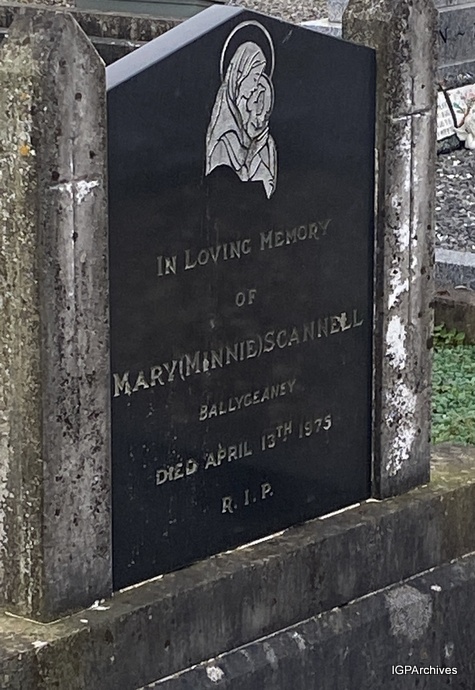 IN LOVING MEMORY
OF
MARY (MINNIE) SCANNELL
BALLYGEANEY
DIED APRIL 13TH 1975
R.I.P.
IGPArchives